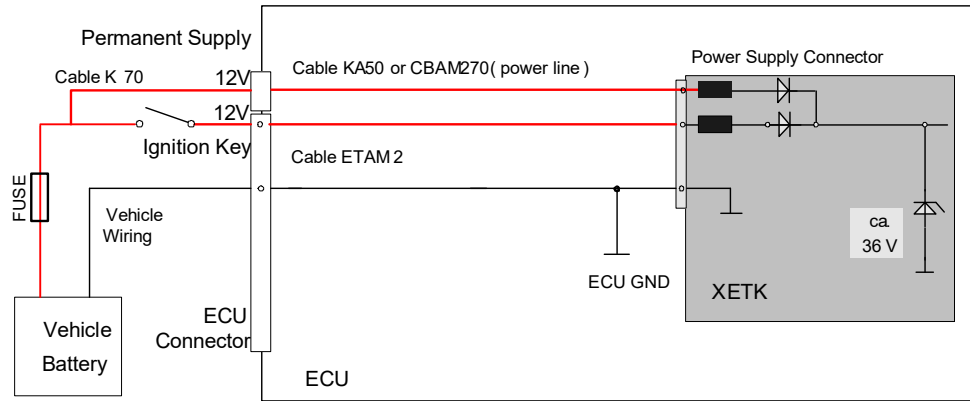 Permanent Supply
Cable K 70
12V
Cable KA50 or CBAM270( power line )
Power Supply Connector
12V
Ignition Key
Cable ETAM 2
FUSE
Vehicle
Wiring
ca.
36 V
ECU GND
XETK
ECU
Connector
Vehicle
Battery
ECU